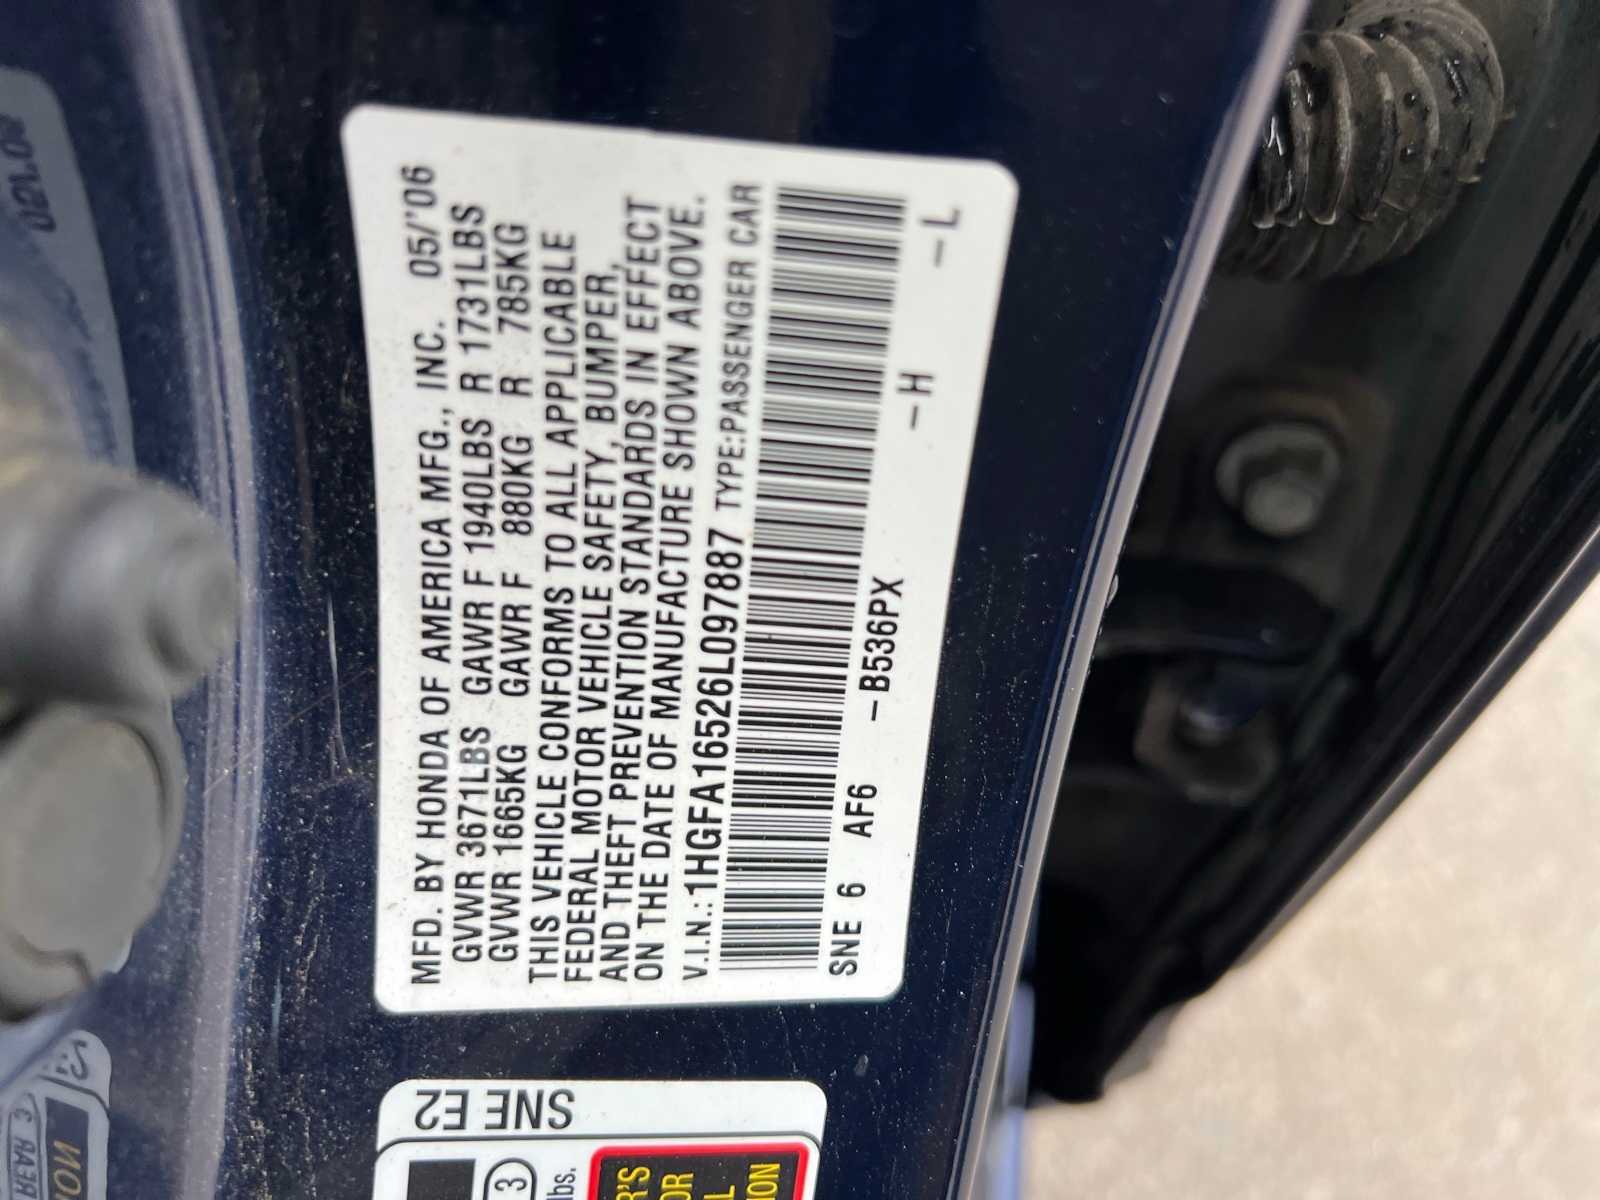 MFD. BY HONDA OF AMERICA MFG., INC. 05/'06
GVWR 3671LBS GAWR F 1940LBS R 1731LBS
GVWR 1665KG GAWR F 880KG R 785KG
THIS VEHICLE CONFORMS TO ALL APPLICABLE
FEDERAL MOTOR VEHICLE SAFETY, BUMPER,
AND THEFT PREVENTION STANDARDS IN EFFECT
ON THE DATE OF MANUFACTURE SHOWN ABOVE.
V.I.N.: 1HGFA16526L097887 TYPE:PASSENGER CAR
SNE 6 AF6 –B536PX –H –L
SNE E2
3
lbs.